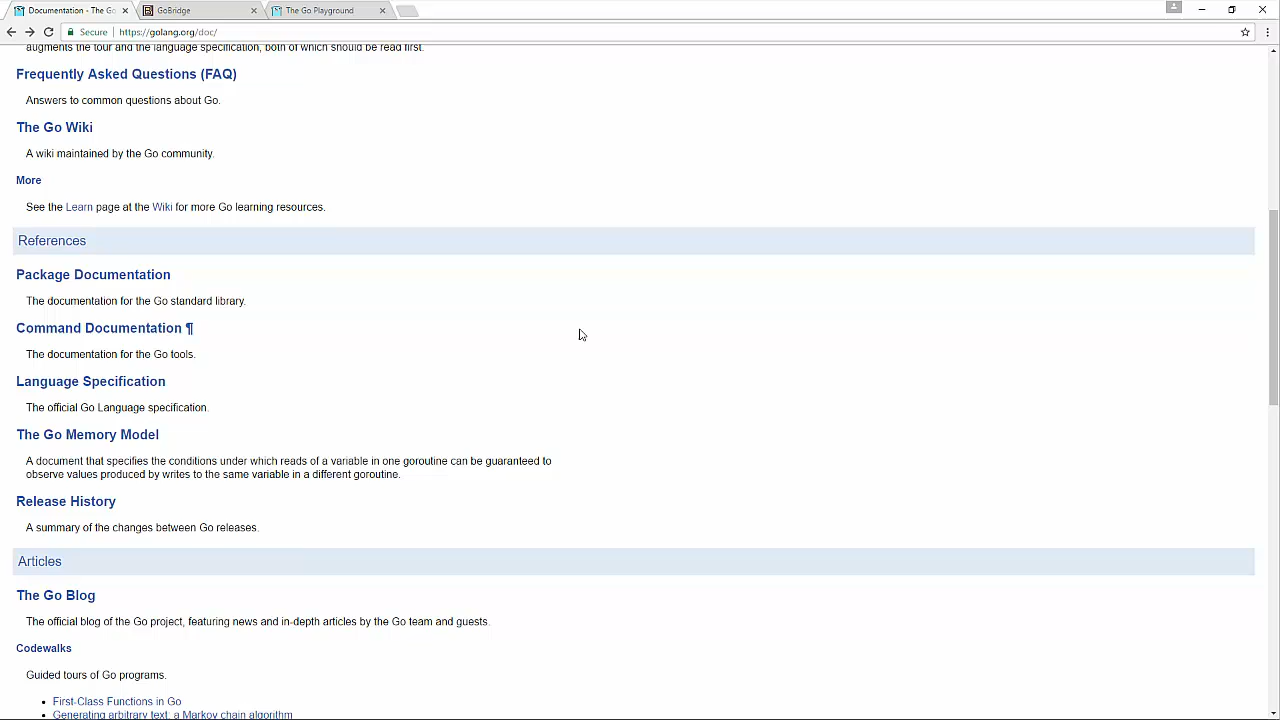 Documentation - The Go
GoBridge
The Go Playground
Secure
https://golang.org/doc/
augments the tour and the language specification, both of which should be read first.
Frequently Asked Questions (FAQ)
Answers to common questions about Go.
The Go Wiki
A wiki maintained by the Go community.
More
See the Learn page at the Wiki for more Go learning resources.
References
Package Documentation
The documentation for the Go standard library.
Command Documentation ¶
The documentation for the Go tools.
Language Specification
The official Go Language specification.
The Go Memory Model
A document that specifies the conditions under which reads of a variable in one goroutine can be guaranteed to
observe values produced by writes to the same variable in a different goroutine.
Release History
A summary of the changes between Go releases.
Articles
The Go Blog
The official blog of the Go project, featuring news and in-depth articles by the Go team and guests.
Codewalks
Guided tours of Go programs.
• First-Class Functions in Go
• Generating arbitrary text: a Markov chain algorithm